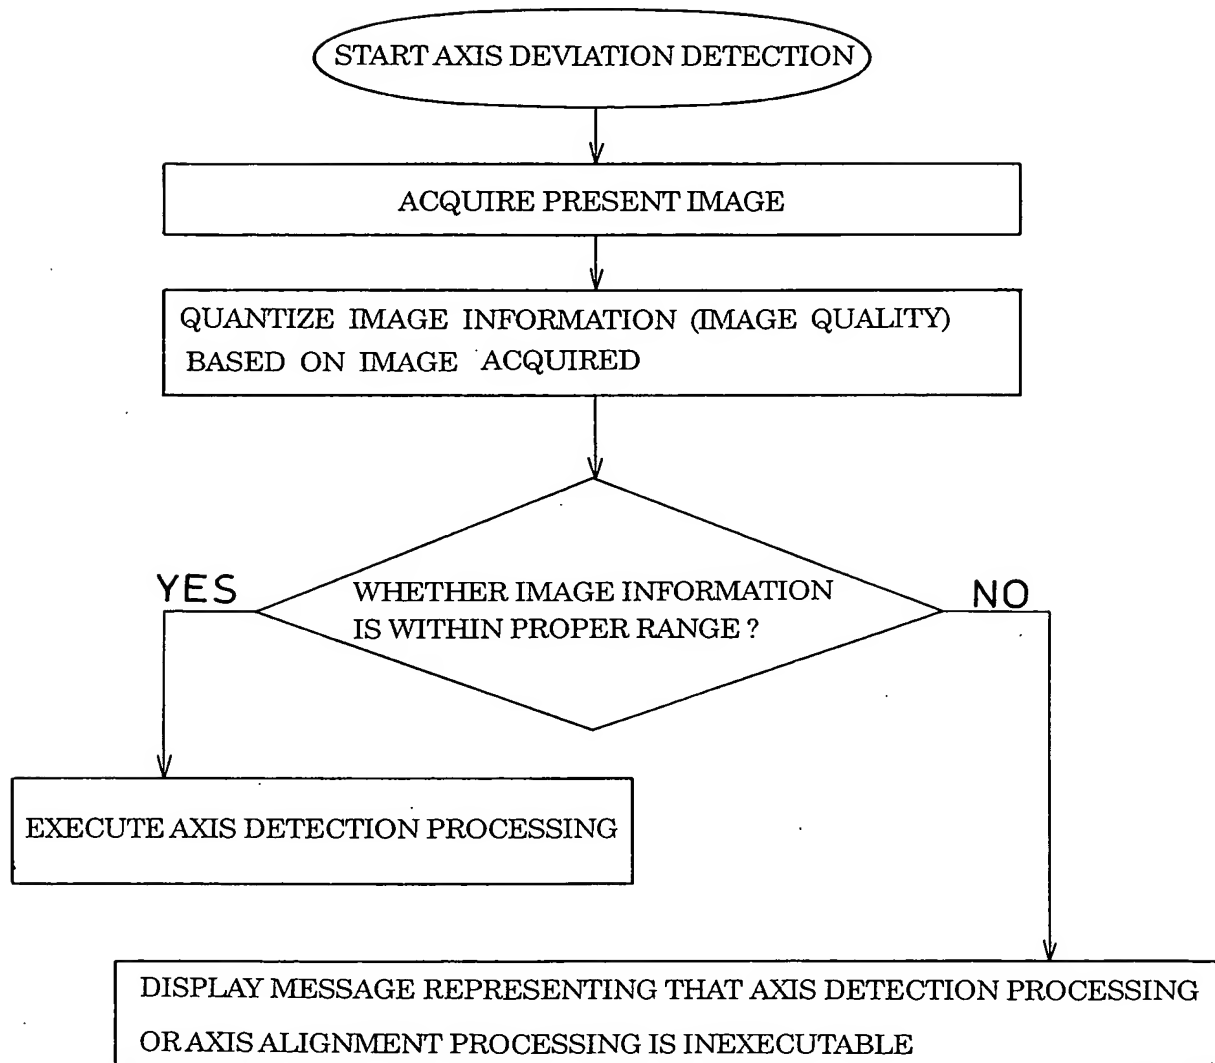 START AXIS DEVIATION DETECTION
ACQUIRE PRESENT IMAGE
QUANTIZE IMAGE INFORMATION (IMAGE QUALITY)
BASED ON IMAGE ACQUIRED
YES
WHETHER IMAGE INFORMATION
IS WITHIN PROPER RANGE ?
NO
EXECUTE AXIS DETECTION PROCESSING
DISPLAY MESSAGE REPRESENTING THAT AXIS DETECTION PROCESSING
OR AXIS ALIGNMENT PROCESSING IS INEXECUTABLE